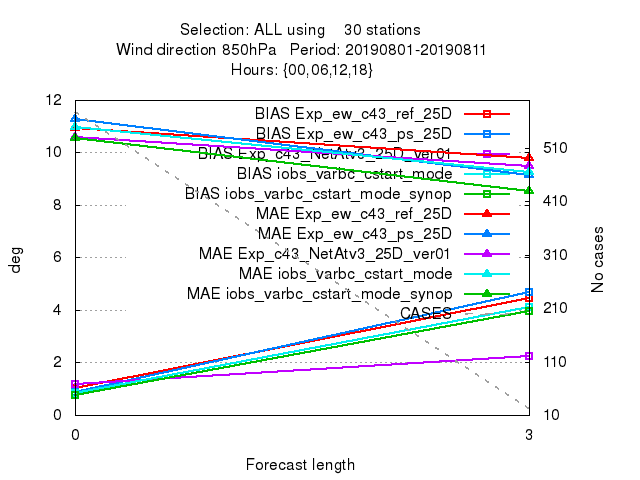 Selection: ALL using 30 stations
Wind direction 850hPa Period: 20190801-20190811
Hours: {00,06,12,18}
12
10
8
6
4
2
0
deg
BIAS Exp_ew_c43_ref_25D
BIAS Exp_ew_c43_ps_25D
BIAS Exp_c43_NetAtv3_25D_ver01
BIAS iobs_varbc_cstart_mode
BIAS iobs_varbc_cstart_mode_synop
MAE Exp_ew_c43_ref_25D
MAE Exp_ew_c43_ps_25D
MAE Exp_c43_NetAtv3_25D_ver01
MAE iobs_varbc_cstart_mode
MAE iobs_varbc_cstart_mode_synop
CASES
510
410
310
210
110
10
No cases
0 3
Forecast length